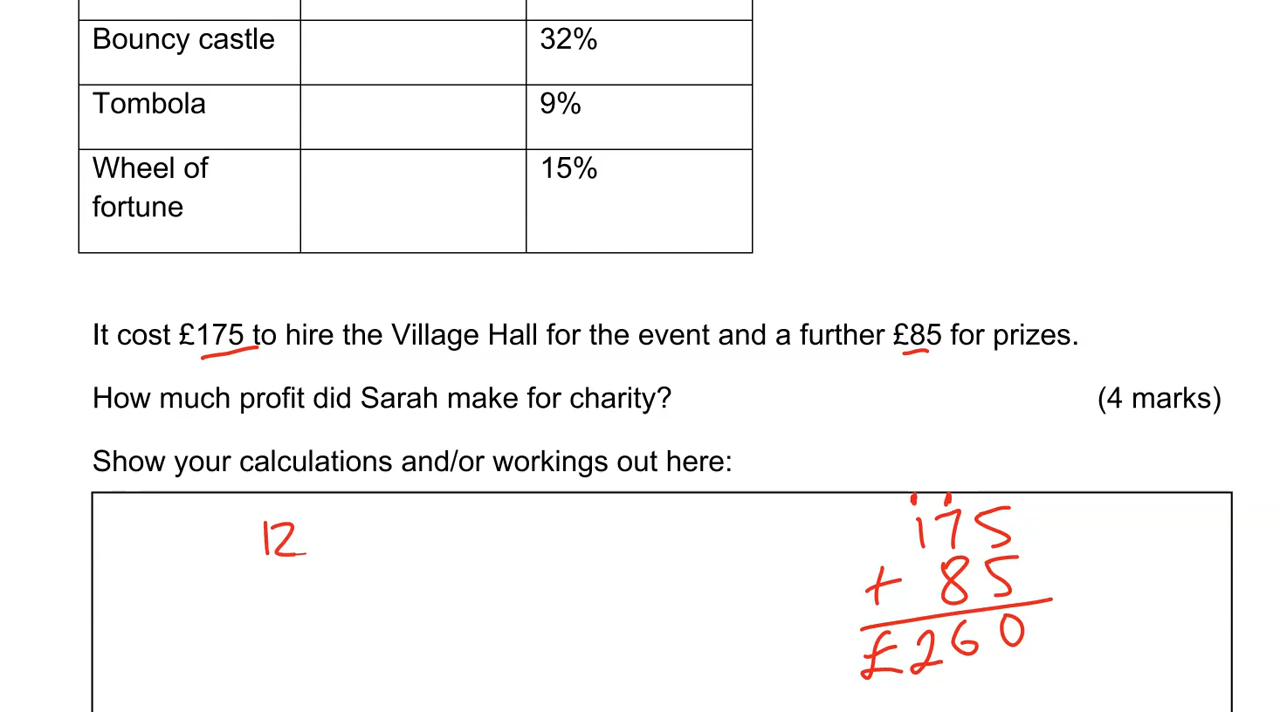 Bouncy castle 32%
Tombola 9%
Wheel of 15%
fortune
It cost £175 to hire the Village Hall for the event and a further £85 for prizes.
How much profit did Sarah make for charity? (4 marks)
Show your calculations and/or workings out here:
12
175
+ 85
£260